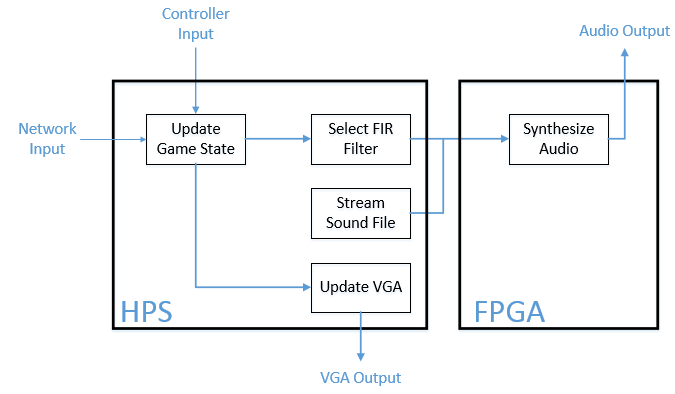 Controller
Input
Audio Output
Network
Input
Update
Game State
Select FIR
Filter
Synthesize
Audio
Stream
Sound File
Update VGA
HPS
FPGA
VGA Output